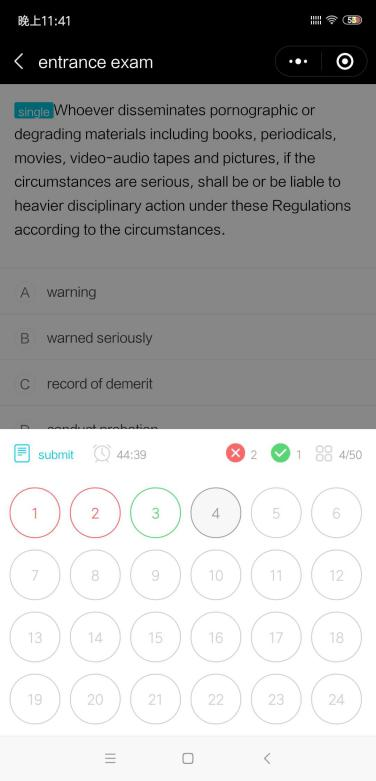 晚上11:41
entrance exam
single Whoever disseminates pornographic or
degrading materials including books, periodicals,
movies, video-audio tapes and pictures, if the
circumstances are serious, shall be or be liable to
heavier disciplinary action under these Regulations
according to the circumstances.
A warning
B warned seriously
C record of demerit
D conduct probation
submit 44:39 2 1 4/50
1 2 3 4 5 6
7 8 9 10 11 12
13 14 15 16 17 18
19 20 21 22 23 24